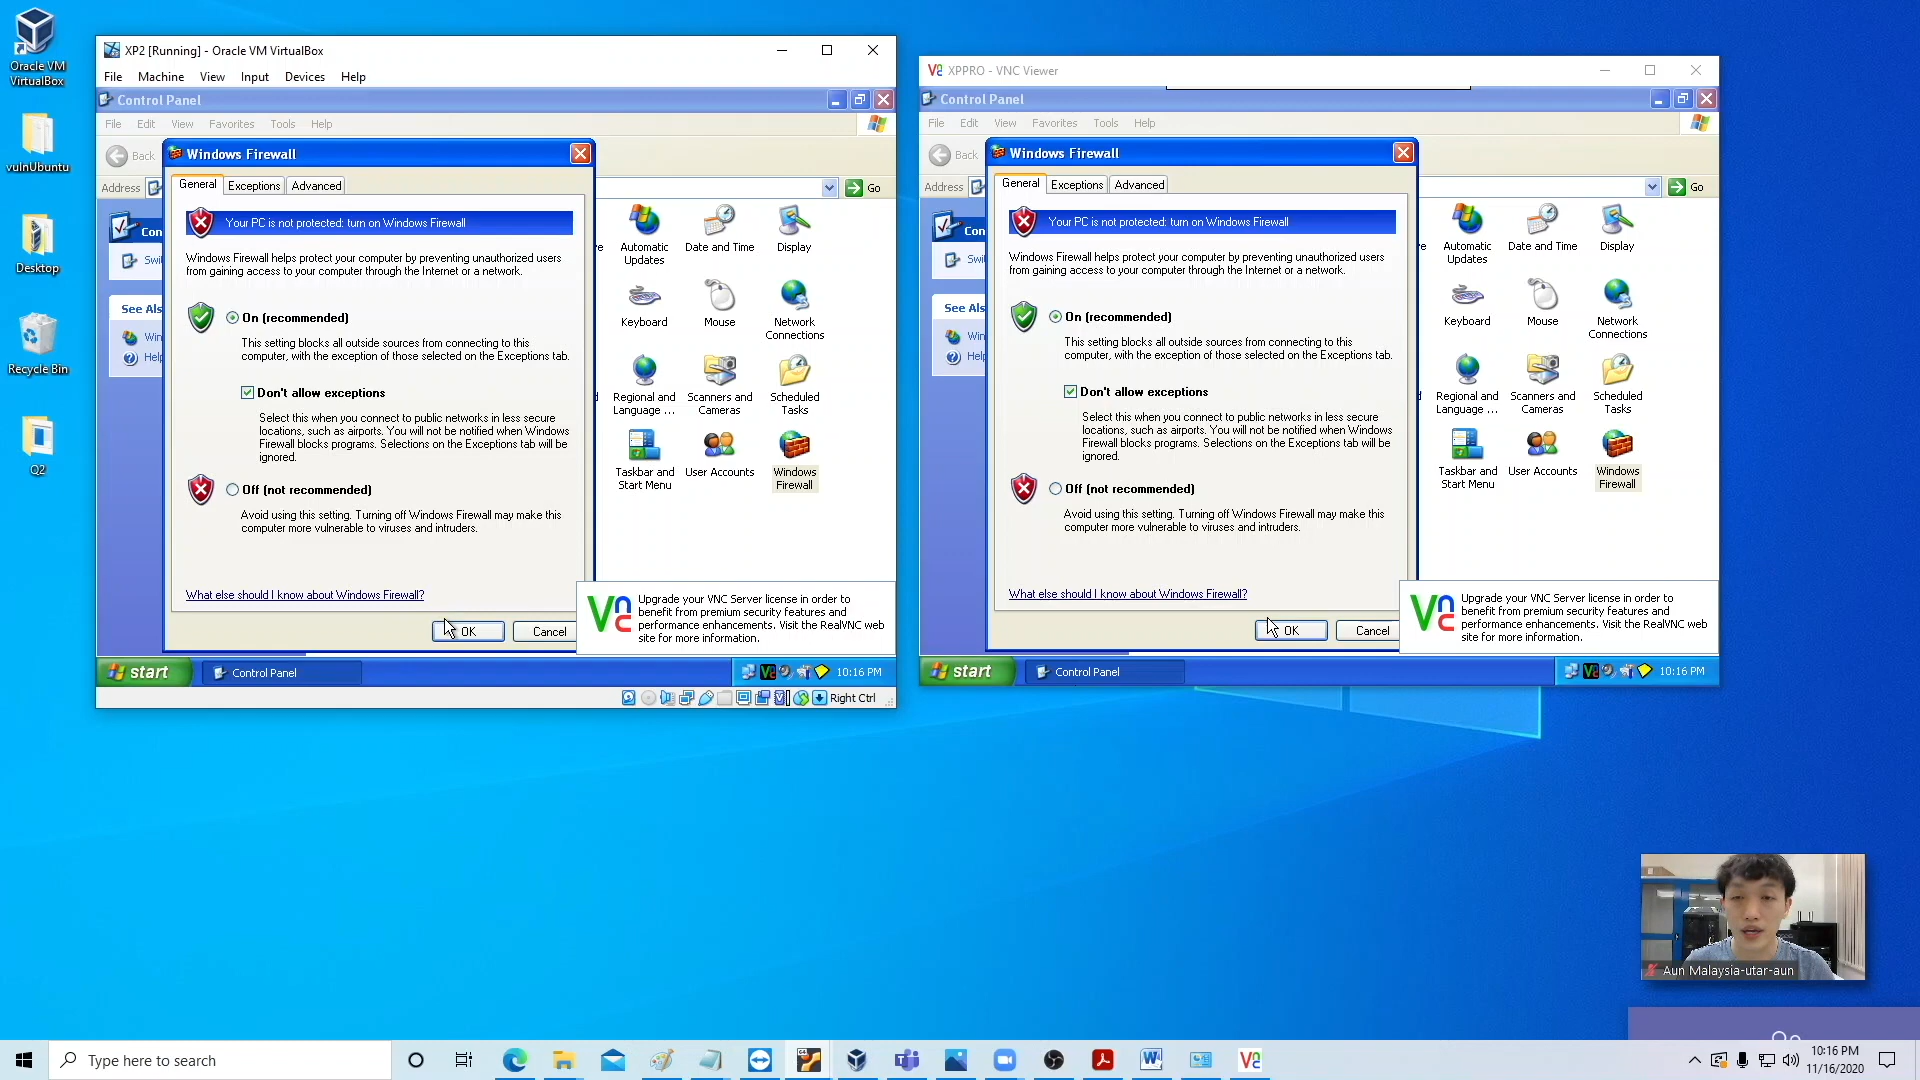 Oracle VM
VirtualBox
vulnUbuntu
Desktop
Recycle Bin
Q2
XP2 [Running] - Oracle VM VirtualBox
File Machine View Input Devices Help
Control Panel
File Edit View Favorites Tools Help
Back
Address
Go
Windows Firewall
General Exceptions Advanced
Your PC is not protected: turn on Windows Firewall
Windows Firewall helps protect your computer by preventing unauthorized users
from gaining access to your computer through the Internet or a network.
On (recommended)
This setting blocks all outside sources from connecting to this
computer, with the exception of those selected on the Exceptions tab.
Don't allow exceptions
Select this when you connect to public networks in less secure
locations, such as airports. You will not be notified when Windows
Firewall blocks programs. Selections on the Exceptions tab will be
ignored.
Off (not recommended)
Avoid using this setting. Turning off Windows Firewall may make this
computer more vulnerable to viruses and intruders.
What else should I know about Windows Firewall?
OK Cancel
Con
Swi
See Als
Win
Help
Automatic
Updates
Date and Time
Display
Keyboard
Mouse
Network
Connections
Regional and
Language ...
Scanners and
Cameras
Scheduled
Tasks
Taskbar and
Start Menu
User Accounts
Windows
Firewall
Upgrade your VNC Server license in order to
benefit from premium security features and
performance enhancements. Visit the RealVNC web
site for more information.
start
Control Panel
10:16 PM
Right Ctrl
XPPRO - VNC Viewer
Control Panel
File Edit View Favorites Tools Help
Back
Address
Go
Windows Firewall
General Exceptions Advanced
Your PC is not protected: turn on Windows Firewall
Windows Firewall helps protect your computer by preventing unauthorized users
from gaining access to your computer through the Internet or a network.
On (recommended)
This setting blocks all outside sources from connecting to this
computer, with the exception of those selected on the Exceptions tab.
Don't allow exceptions
Select this when you connect to public networks in less secure
locations, such as airports. You will not be notified when Windows
Firewall blocks programs. Selections on the Exceptions tab will be
ignored.
Off (not recommended)
Avoid using this setting. Turning off Windows Firewall may make this
computer more vulnerable to viruses and intruders.
What else should I know about Windows Firewall?
OK Cancel
Con
Swi
See Als
Win
Help
Automatic
Updates
Date and Time
Display
Keyboard
Mouse
Network
Connections
Regional and
Language ...
Scanners and
Cameras
Scheduled
Tasks
Taskbar and
Start Menu
User Accounts
Windows
Firewall
Upgrade your VNC Server license in order to
benefit from premium security features and
performance enhancements. Visit the RealVNC web
site for more information.
start
Control Panel
10:16 PM
Aun Malaysia-utar-aun
Type here to search
10:16 PM
11/16/2020